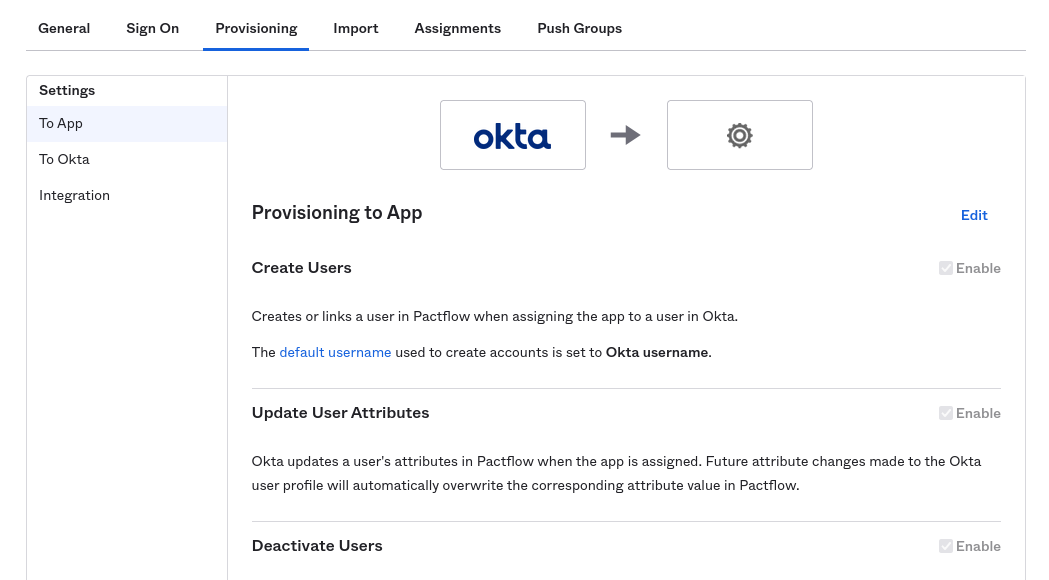 General Sign On Provisioning Import Assignments Push Groups
Settings
To App
To Okta
Integration
okta
Provisioning to App
Edit
Create Users
Enable
Creates or links a user in Pactflow when assigning the app to a user in Okta.
The default username used to create accounts is set to Okta username.
Update User Attributes
Enable
Okta updates a user's attributes in Pactflow when the app is assigned. Future attribute changes made to the Okta
user profile will automatically overwrite the corresponding attribute value in Pactflow.
Deactivate Users
Enable